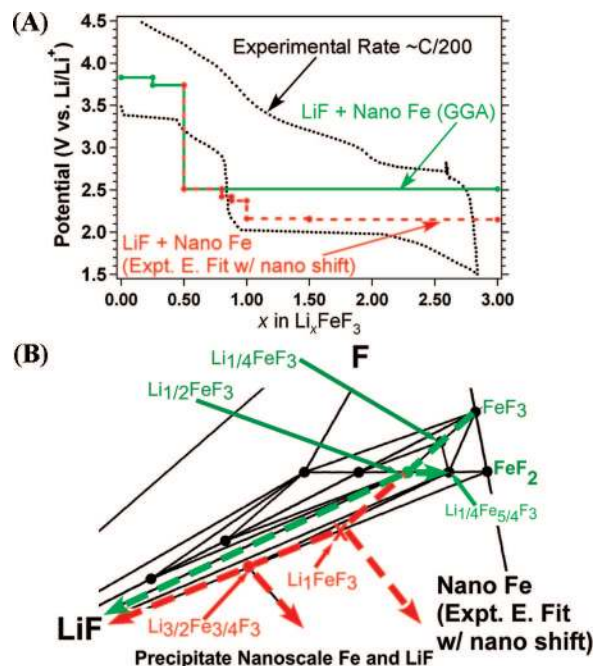 (A)
4.5
4.0
3.5
3.0
2.5
2.0
1.5
Potential (V vs. Li/Li⁺)
Experimental Rate ~C/200
LiF + Nano Fe (GGA)
LiF + Nano Fe
(Expt. E. Fit w/ nano shift)
0.00 0.50 1.00 1.50 2.00 2.50 3.00
x in LiₓFeF₃
(B)
F
Li₁/₄FeF₃
Li₁/₂FeF₃
FeF₃
FeF₂
Li₁/₄Fe₅/₄F₃
Li₁FeF₃
LiF
Li₃/₂Fe₃/₄F₃
Nano Fe
(Expt. E. Fit
w/ nano shift)
Precipitate Nanoscale Fe and LiF